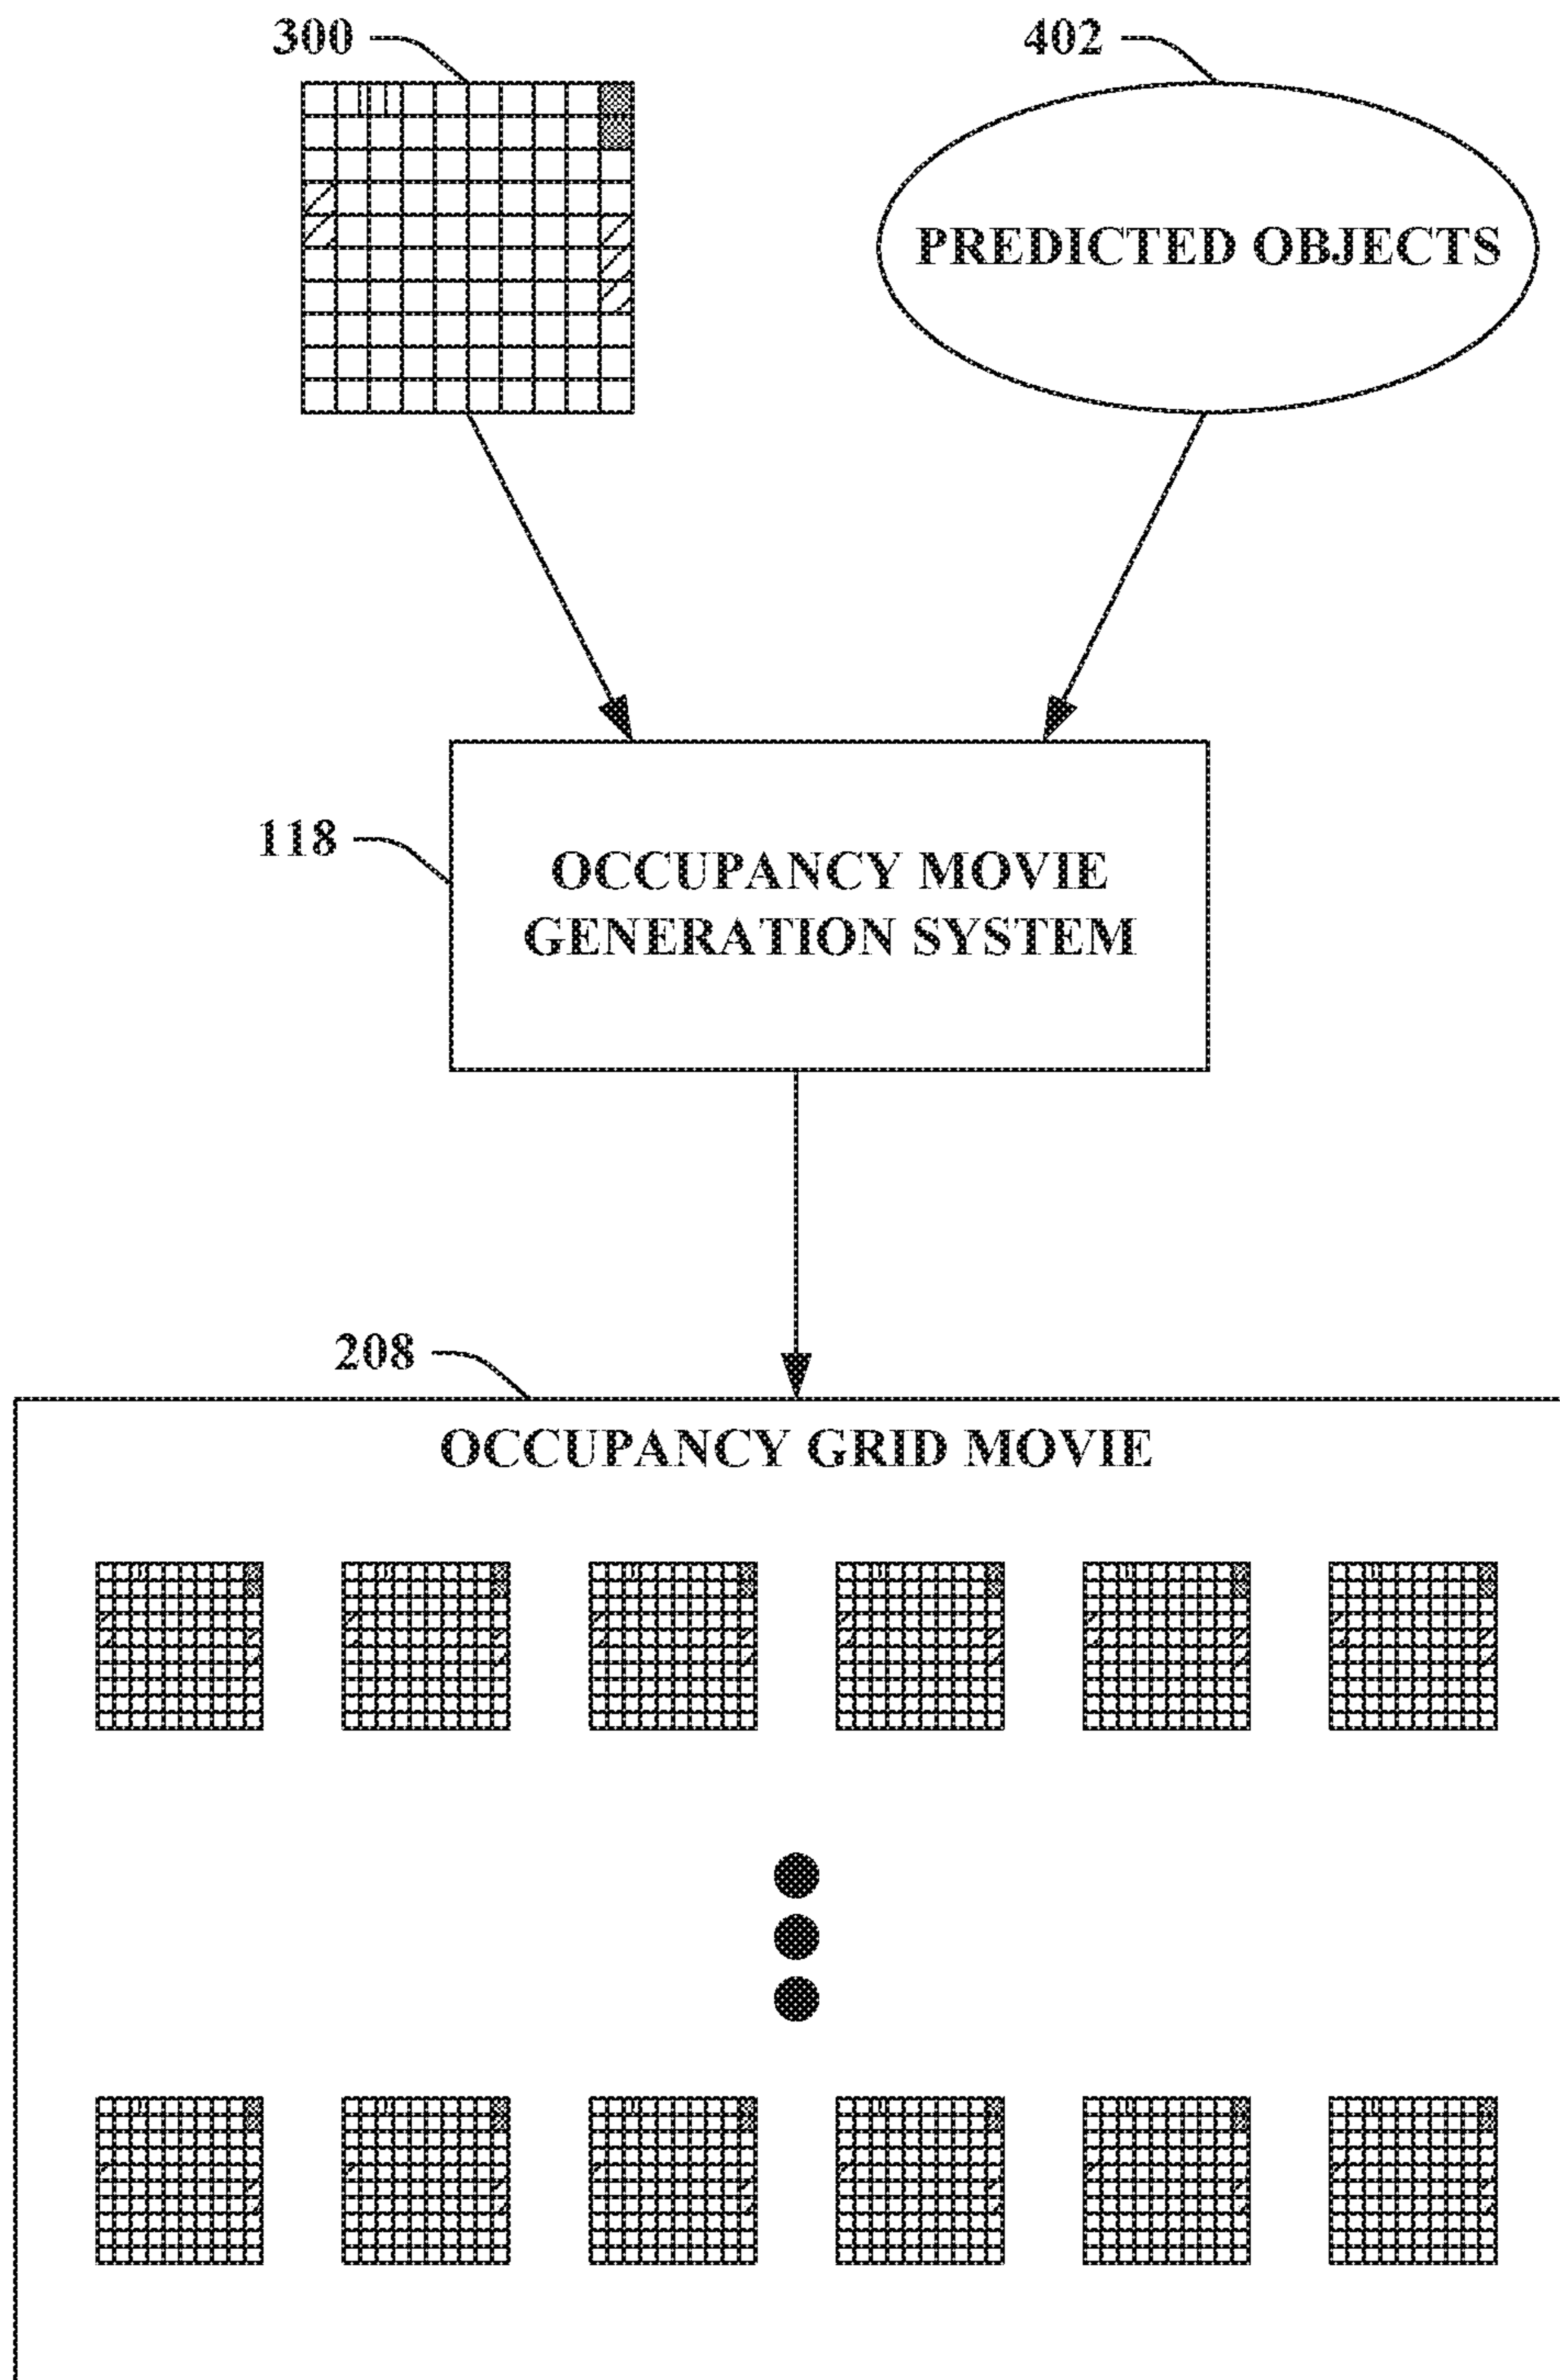 300
402
PREDICTED OBJECTS
118
OCCUPANCY MOVIE
GENERATION SYSTEM
208
OCCUPANCY GRID MOVIE